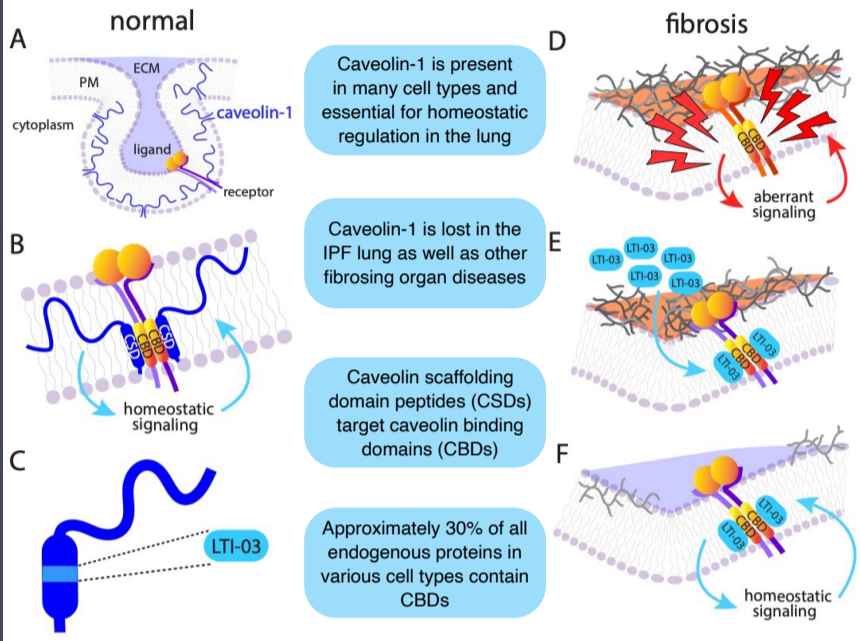 normal
fibrosis
A
ECM
PM
caveolin-1
cytoplasm
ligand
receptor
Caveolin-1 is present
in many cell types and
essential for homeostatic
regulation in the lung
D
CBD
CBD
aberrant
signaling
B
CSD
CBD
CBD
CSD
homeostatic
signaling
Caveolin-1 is lost in the
IPF lung as well as other
fibrosing organ diseases
E
LTI-03
LTI-03
LTI-03
LTI-03
LTI-03
LTI-03
CBD
CBD
LTI-03
Caveolin scaffolding
domain peptides (CSDs)
target caveolin binding
domains (CBDs)
C
LTI-03
Approximately 30% of all
endogenous proteins in
various cell types contain
CBDs
F
LTI-03
CBD
CBD
LTI-03
homeostatic
signaling